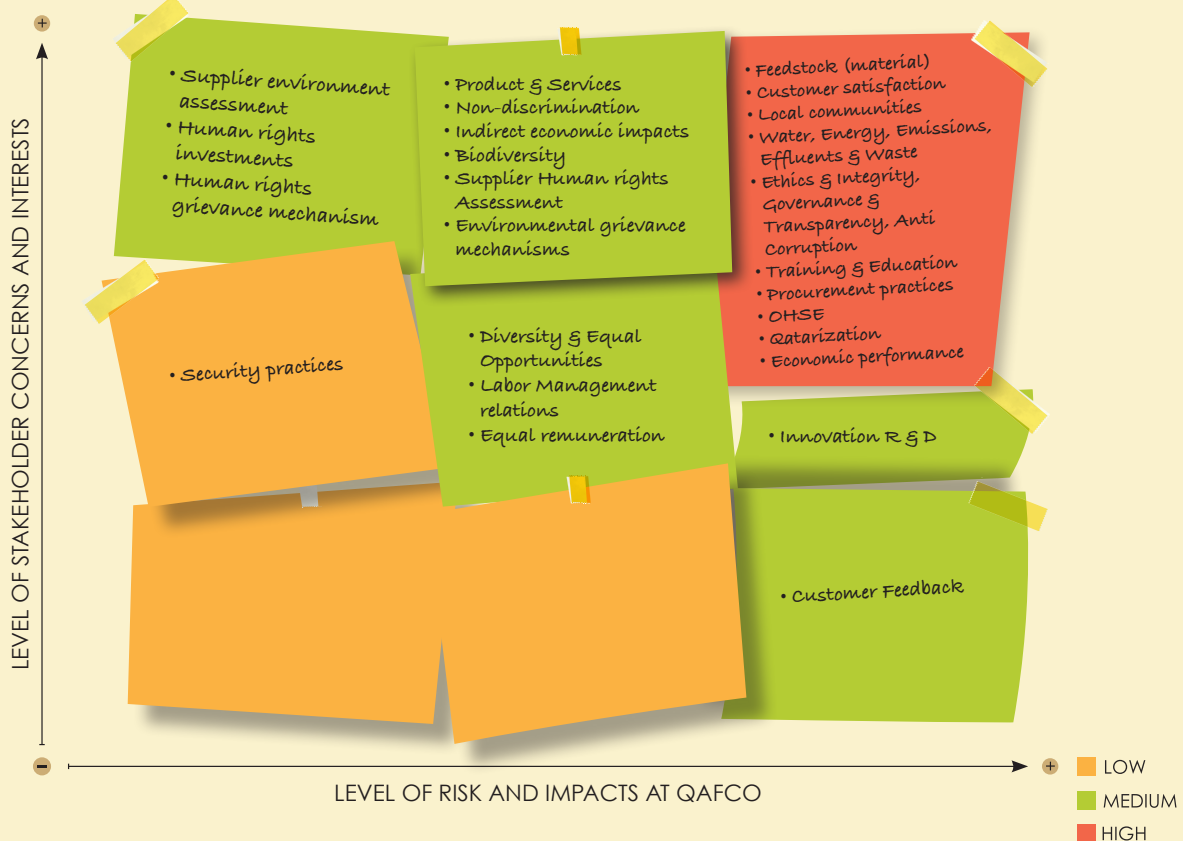 +
LEVEL OF STAKEHOLDER CONCERNS AND INTERESTS
• Supplier environment
assessment
• Human rights
investments
• Human rights
grievance mechanism
• Product & Services
• Non-discrimination
• Indirect economic impacts
• Biodiversity
• Supplier Human rights
Assessment
• Environmental grievance
mechanisms
• Feedstock (material)
• Customer satisfaction
• Local communities
• Water, Energy, Emissions,
Effluents & Waste
• Ethics & Integrity,
Governance &
Transparency, Anti
Corruption
• Training & Education
• Procurement practices
• OHSE
• Qatarization
• Economic performance
• Security practices
• Diversity & Equal
Opportunities
• Labor Management
relations
• Equal remuneration
• Innovation R & D
• Customer Feedback
−
+
LEVEL OF RISK AND IMPACTS AT QAFCO
LOW
MEDIUM
HIGH